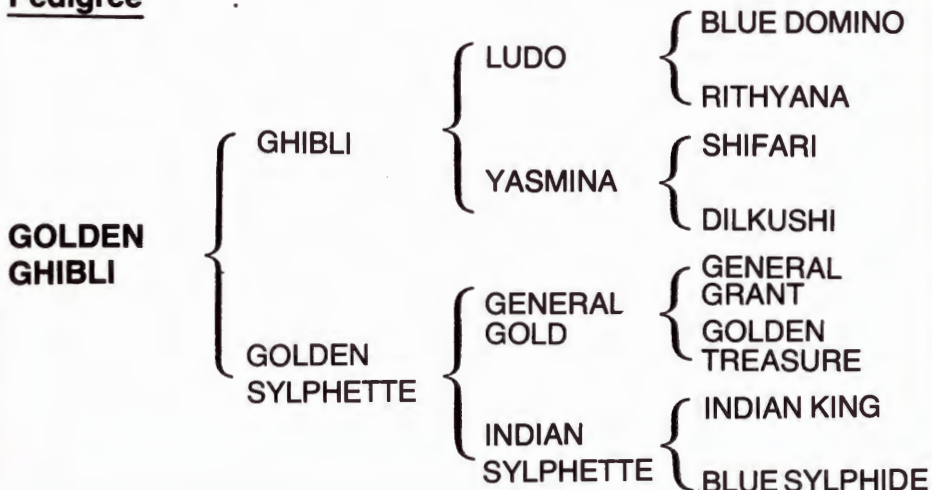 Pedigree
BLUE DOMINO
LUDO
RITHYANA
GHIBLI
SHIFARI
YASMINA
DILKUSHI
GOLDEN
GHIBLI
GENERAL
GRANT
GENERAL
GOLD
GOLDEN
TREASURE
GOLDEN
SYLPHETTE
INDIAN KING
INDIAN
SYLPHETTE
BLUE SYLPHIDE